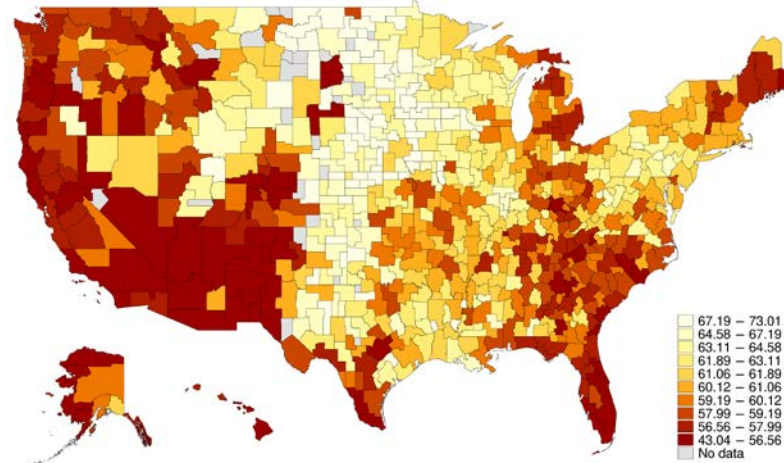 67.19 – 73.01
64.58 – 67.19
63.11 – 64.58
61.89 – 63.11
61.06 – 61.89
60.12 – 61.06
59.19 – 60.12
57.99 – 59.19
56.56 – 57.99
43.04 – 56.56
No data